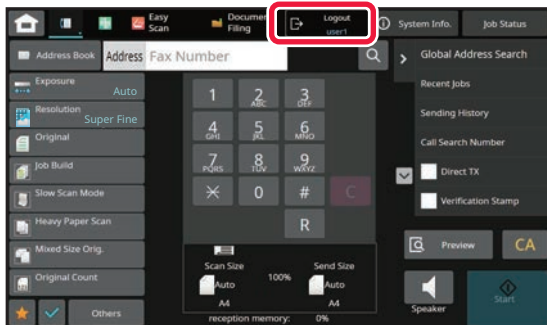 Easy Scan
Document Filing
Logout
user1
System Info.
Job Status
Address Book
Address
Fax Number
Global Address Search
Exposure
Auto
Resolution
Super Fine
Original
Job Build
Slow Scan Mode
Heavy Paper Scan
Mixed Size Orig.
Original Count
Others
1
2 ABC
3 DEF
4 GHI
5 JKL
6 MNO
7 PQRS
8 TUV
9 WXYZ
0
#
C
R
Scan Size
Auto
A4
100%
Send Size
Auto
A4
reception memory: 0%
Recent Jobs
Sending History
Call Search Number
Direct TX
Verification Stamp
Preview
CA
Speaker
Start